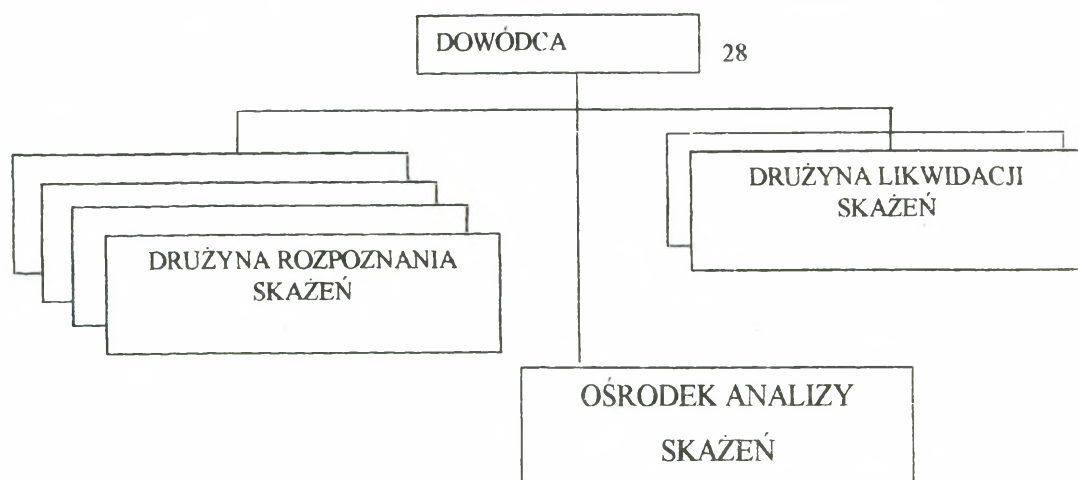 DOWÓDCA
28
DRUŻYNA LIKWIDACJI
SKAŻEŃ
DRUŻYNA ROZPOZNANIA
SKAŻEŃ
OŚRODEK ANALIZY
SKAŻEŃ